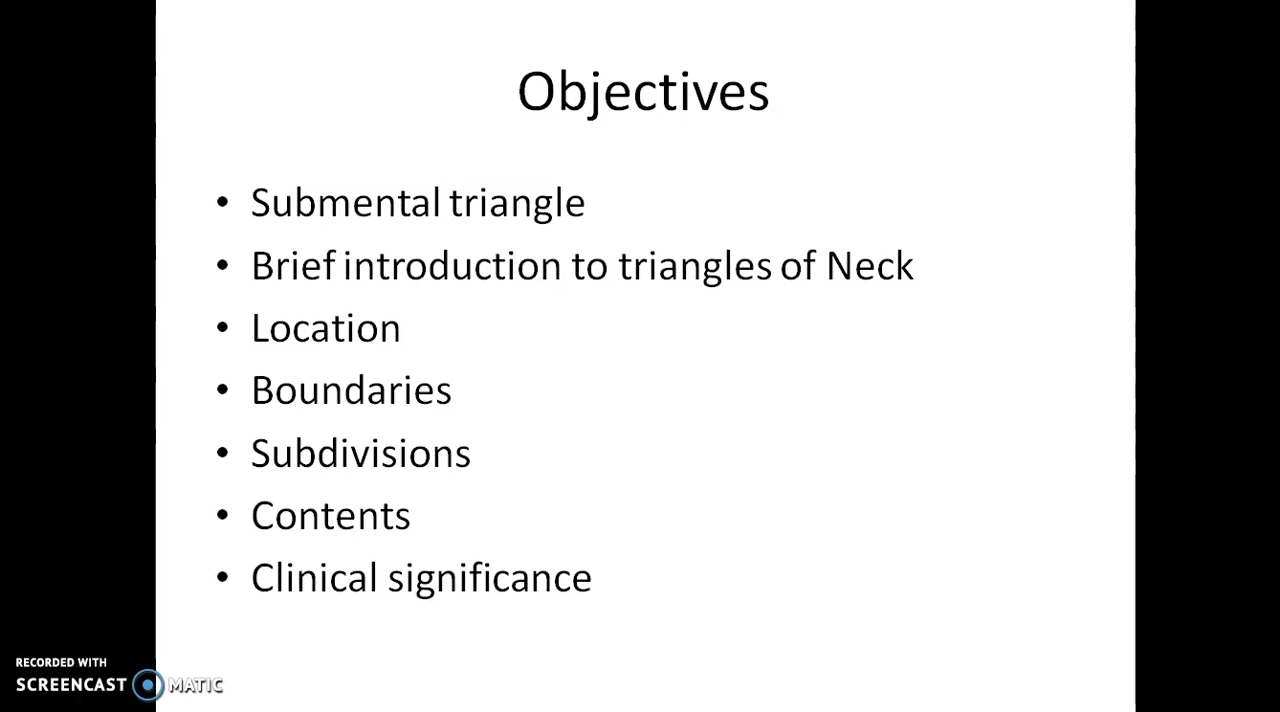 Objectives
• Submental triangle
• Brief introduction to triangles of Neck
• Location
• Boundaries
• Subdivisions
• Contents
• Clinical significance
RECORDED WITH
SCREENCAST MATIC